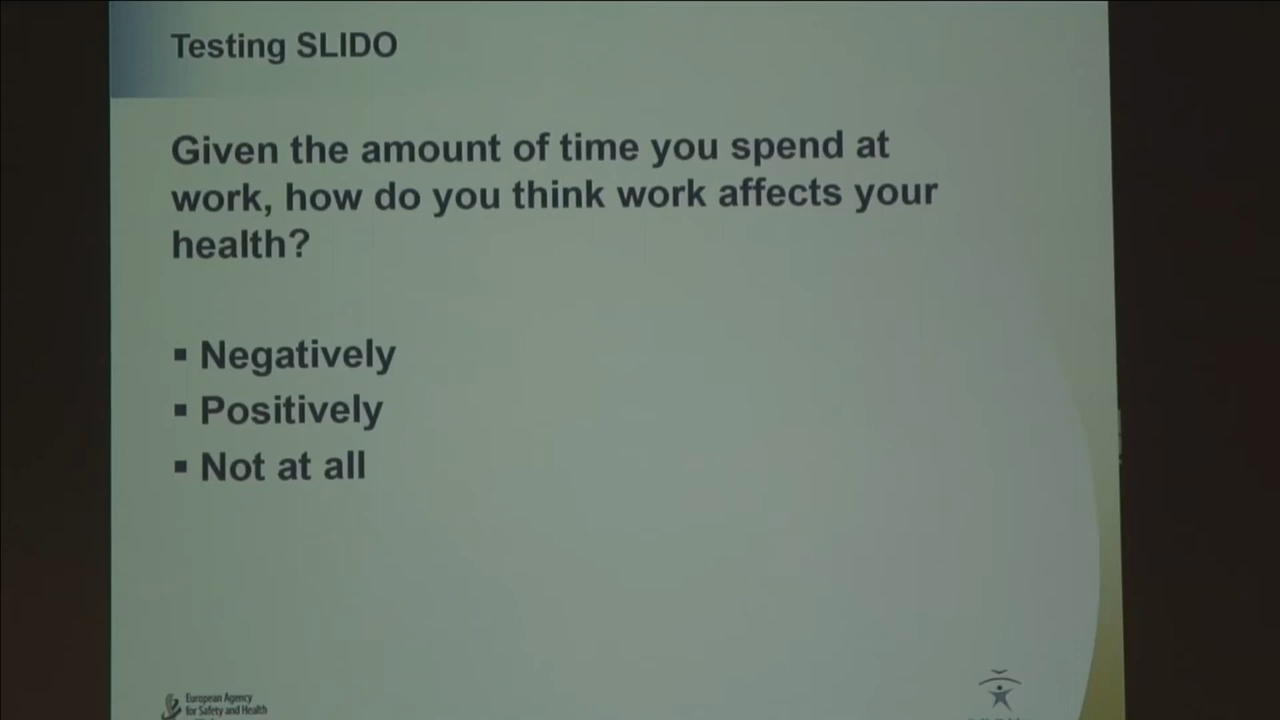 Testing SLIDO
Given the amount of time you spend at
work, how do you think work affects your
health?
▪ Negatively
▪ Positively
▪ Not at all
European Agency
for Safety and Health